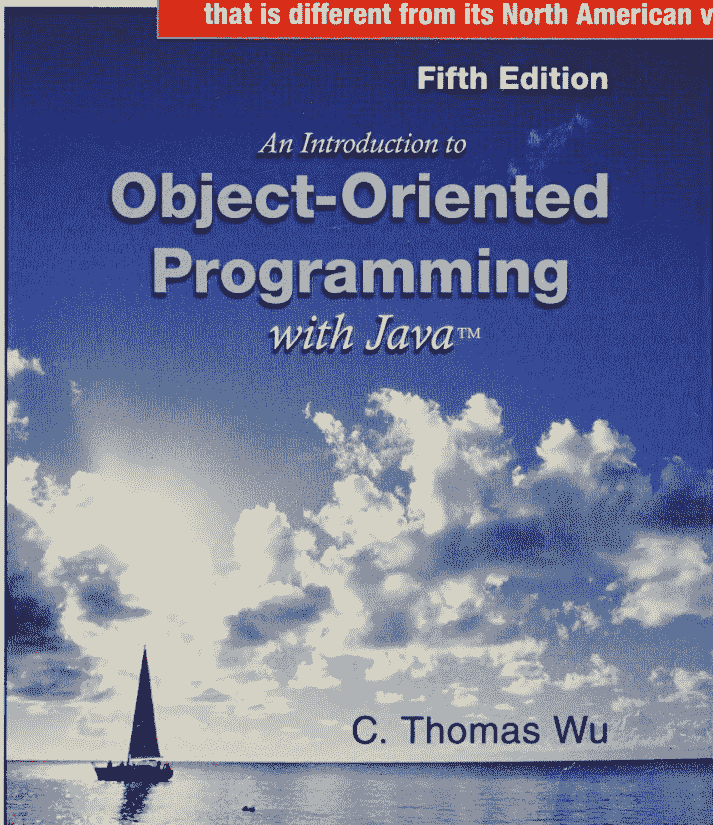 that is different from its North American v
Fifth Edition
An Introduction to
Object-Oriented
Programming
with Java™
C. Thomas Wu